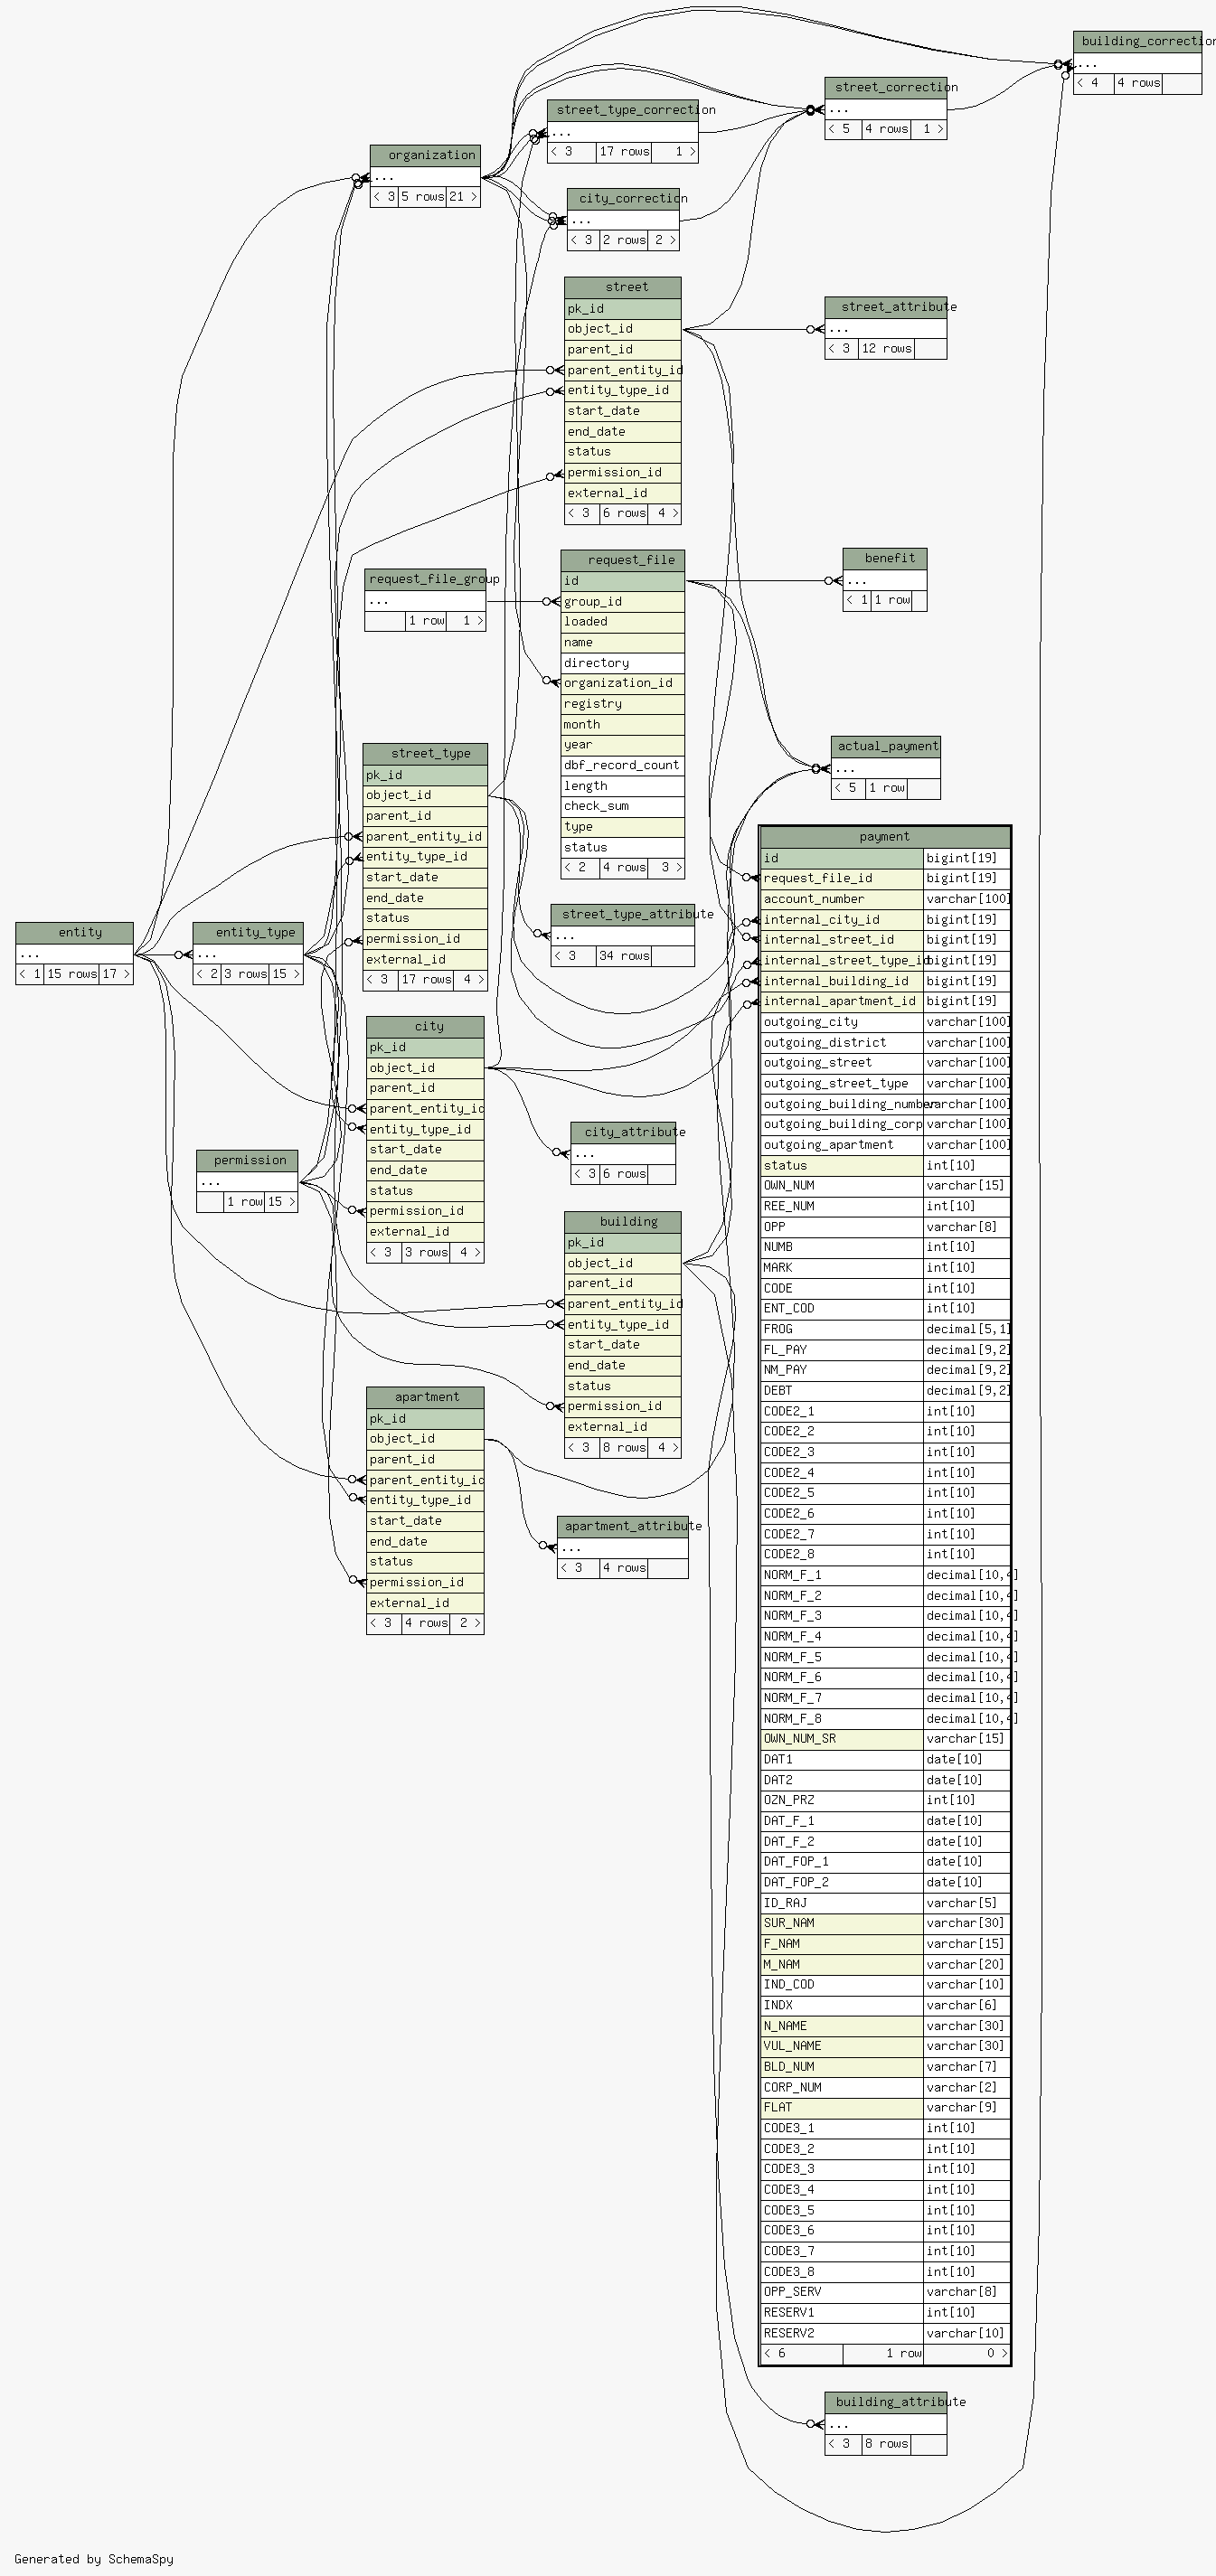 building_correction
...
< 4 4 rows
street_correction
...
< 5 4 rows 1 >
street_type_correction
...
< 3 17 rows 1 >
organization
...
< 3 5 rows 21 >
city_correction
...
< 3 2 rows 2 >
street
pk_id
object_id
parent_id
parent_entity_id
entity_type_id
start_date
end_date
status
permission_id
external_id
< 3 6 rows 4 >
street_attribute
...
< 3 12 rows
request_file
id
group_id
loaded
name
directory
organization_id
registry
month
year
dbf_record_count
length
check_sum
type
status
< 2 4 rows 3 >
benefit
...
< 1 1 row
request_file_group
...
1 row 1 >
actual_payment
...
< 5 1 row
street_type
pk_id
object_id
parent_id
parent_entity_id
entity_type_id
start_date
end_date
status
permission_id
external_id
< 3 17 rows 4 >
street_type_attribute
...
< 3 34 rows
entity
...
< 1 15 rows 17 >
entity_type
...
< 2 3 rows 15 >
city
pk_id
object_id
parent_id
parent_entity_id
entity_type_id
start_date
end_date
status
permission_id
external_id
< 3 3 rows 4 >
city_attribute
...
< 3 6 rows
permission
...
1 row 15 >
building
pk_id
object_id
parent_id
parent_entity_id
entity_type_id
start_date
end_date
status
permission_id
external_id
< 3 8 rows 4 >
apartment
pk_id
object_id
parent_id
parent_entity_id
entity_type_id
start_date
end_date
status
permission_id
external_id
< 3 4 rows 2 >
apartment_attribute
...
< 3 4 rows
payment
id bigint[19]
request_file_id bigint[19]
account_number varchar[100]
internal_city_id bigint[19]
internal_street_id bigint[19]
internal_street_type_id bigint[19]
internal_building_id bigint[19]
internal_apartment_id bigint[19]
outgoing_city varchar[100]
outgoing_district varchar[100]
outgoing_street varchar[100]
outgoing_street_type varchar[100]
outgoing_building_number varchar[100]
outgoing_building_corp varchar[100]
outgoing_apartment varchar[100]
status int[10]
OWN_NUM varchar[15]
REE_NUM int[10]
OPP varchar[8]
NUMB int[10]
MARK int[10]
CODE int[10]
ENT_COD int[10]
FROG decimal[5,1]
FL_PAY decimal[9,2]
NM_PAY decimal[9,2]
DEBT decimal[9,2]
CODE2_1 int[10]
CODE2_2 int[10]
CODE2_3 int[10]
CODE2_4 int[10]
CODE2_5 int[10]
CODE2_6 int[10]
CODE2_7 int[10]
CODE2_8 int[10]
NORM_F_1 decimal[10,4]
NORM_F_2 decimal[10,4]
NORM_F_3 decimal[10,4]
NORM_F_4 decimal[10,4]
NORM_F_5 decimal[10,4]
NORM_F_6 decimal[10,4]
NORM_F_7 decimal[10,4]
NORM_F_8 decimal[10,4]
OWN_NUM_SR varchar[15]
DAT1 date[10]
DAT2 date[10]
OZN_PRZ int[10]
DAT_F_1 date[10]
DAT_F_2 date[10]
DAT_FOP_1 date[10]
DAT_FOP_2 date[10]
ID_RAJ varchar[5]
SUR_NAM varchar[30]
F_NAM varchar[15]
M_NAM varchar[20]
IND_COD varchar[10]
INDX varchar[6]
N_NAME varchar[30]
VUL_NAME varchar[30]
BLD_NUM varchar[7]
CORP_NUM varchar[2]
FLAT varchar[9]
CODE3_1 int[10]
CODE3_2 int[10]
CODE3_3 int[10]
CODE3_4 int[10]
CODE3_5 int[10]
CODE3_6 int[10]
CODE3_7 int[10]
CODE3_8 int[10]
OPP_SERV varchar[8]
RESERV1 int[10]
RESERV2 varchar[10]
< 6 1 row 0 >
building_attribute
...
< 3 8 rows
Generated by SchemaSpy